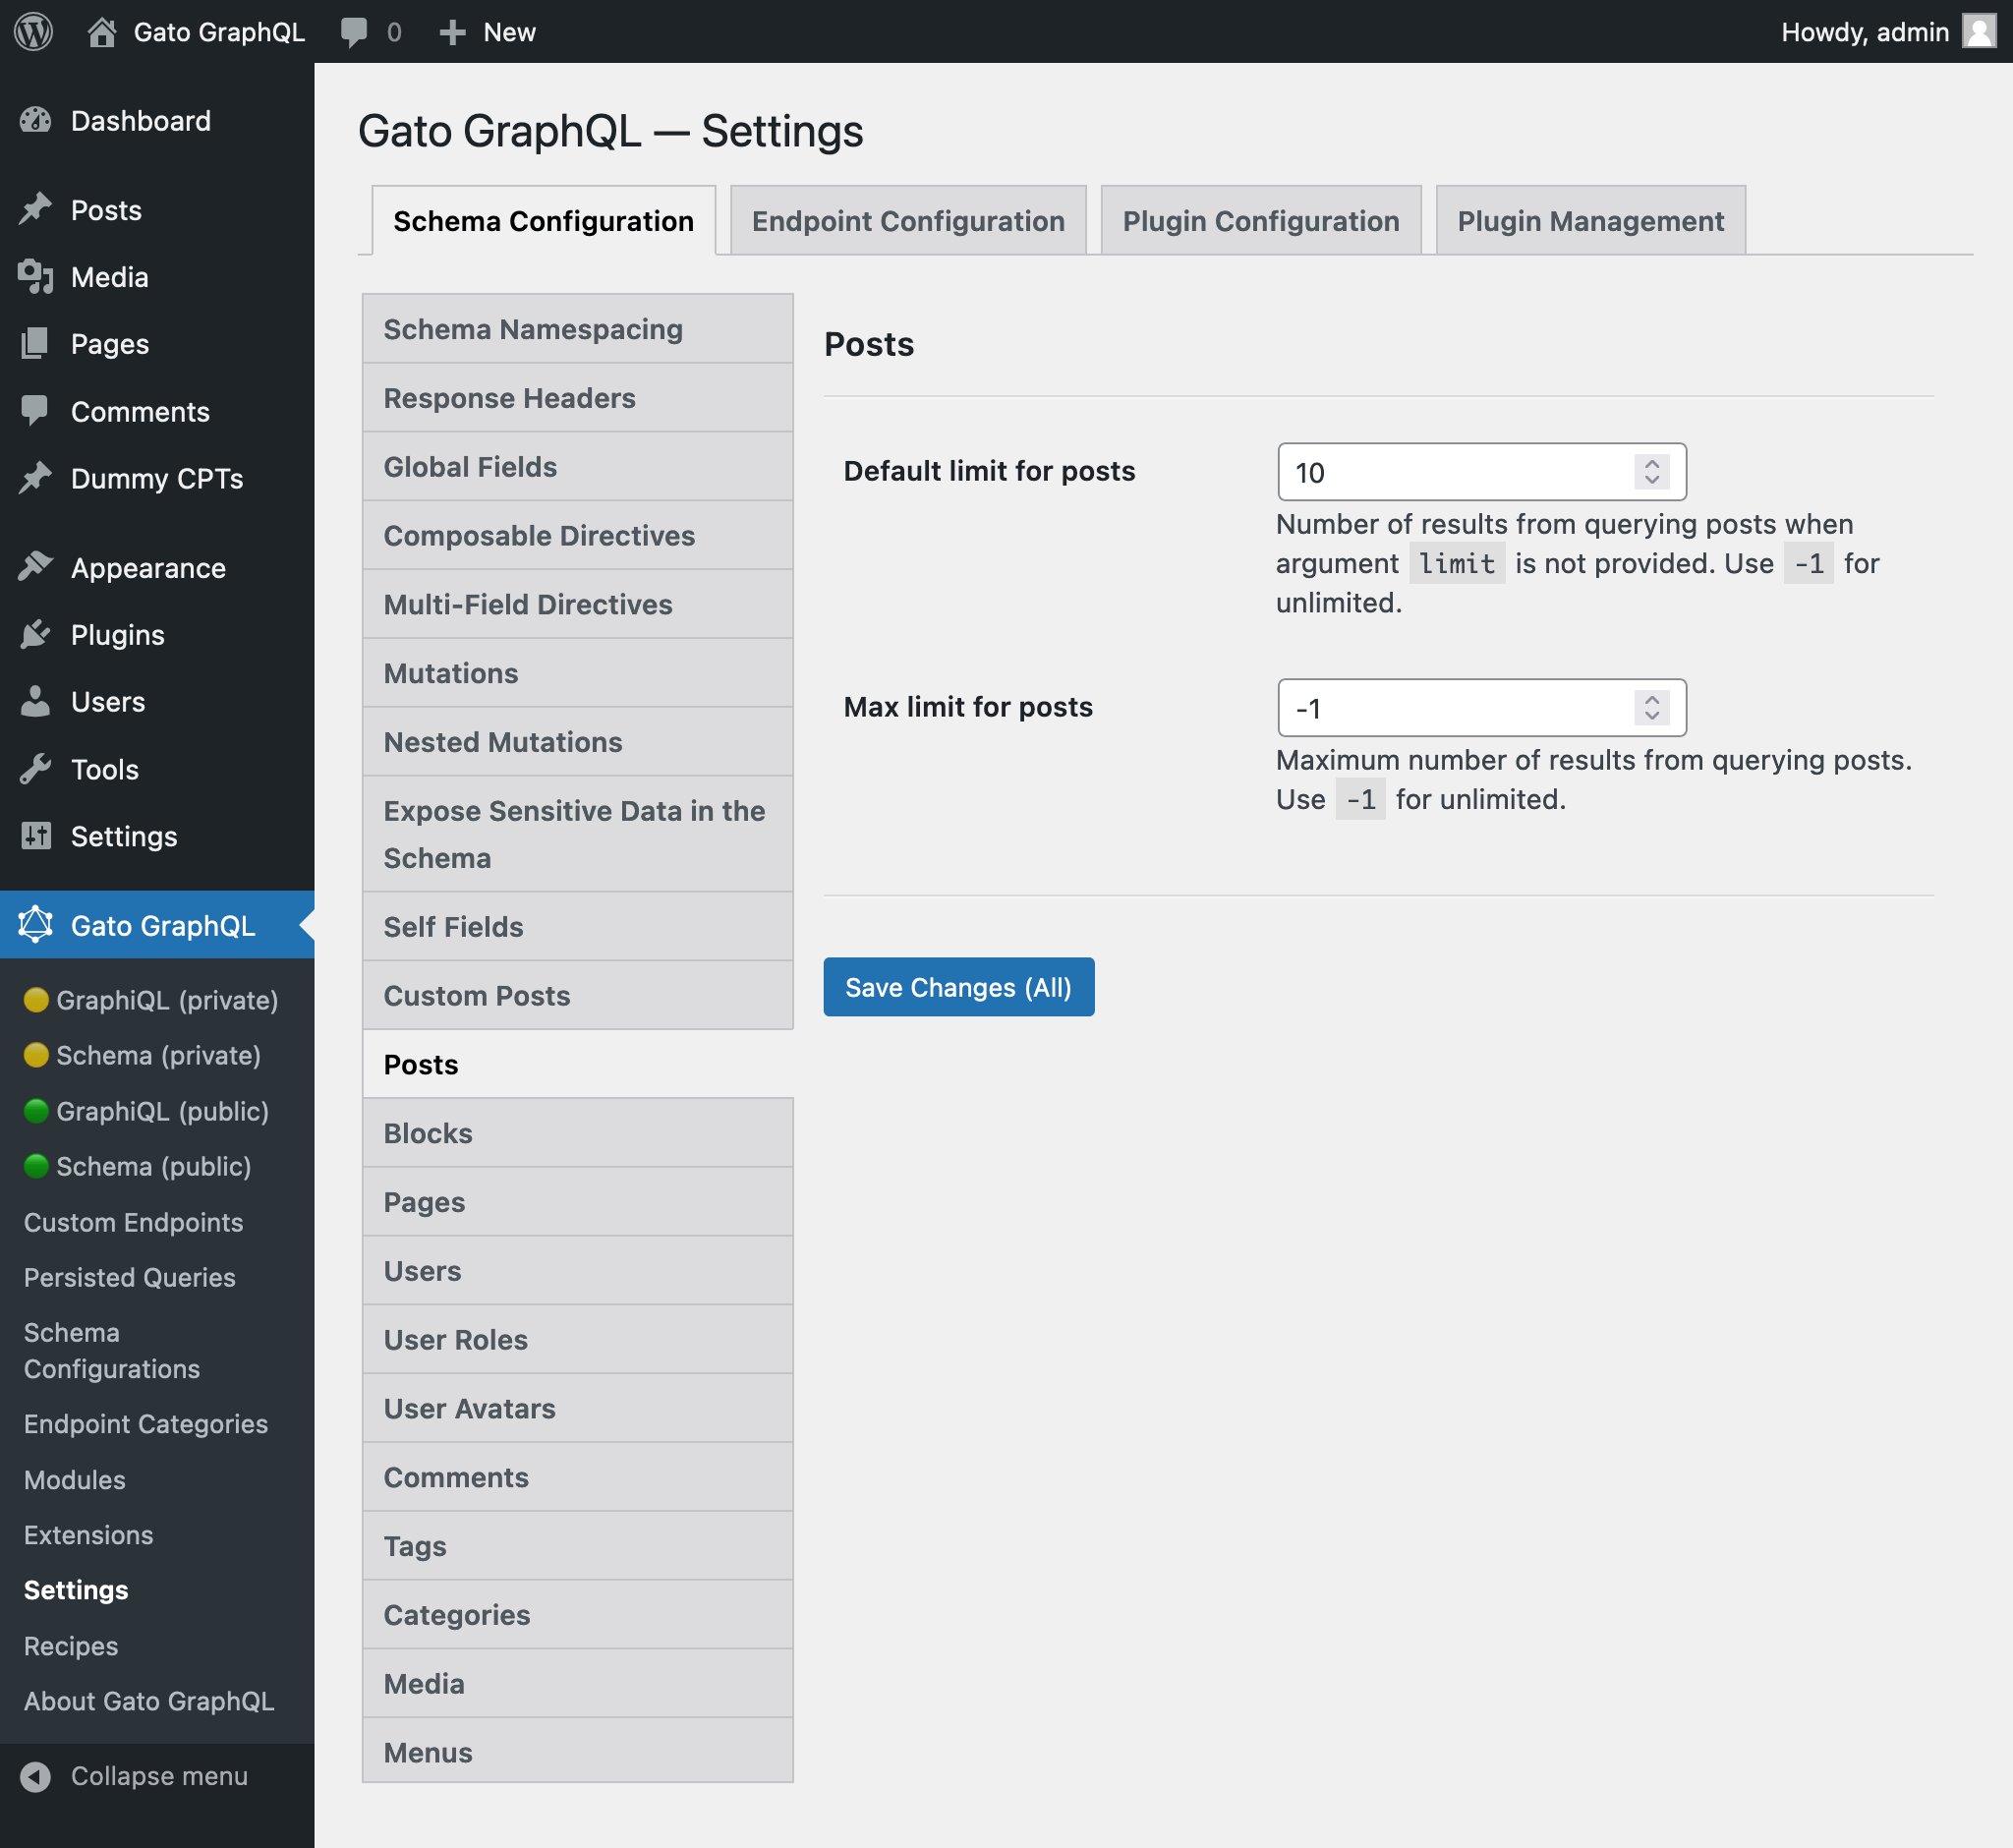 Gato GraphQL
0
New
Howdy, admin
Dashboard
Posts
Media
Pages
Comments
Dummy CPTs
Appearance
Plugins
Users
Tools
Settings
Gato GraphQL
GraphiQL (private)
Schema (private)
GraphiQL (public)
Schema (public)
Custom Endpoints
Persisted Queries
Schema
Configurations
Endpoint Categories
Modules
Extensions
Settings
Recipes
About Gato GraphQL
Collapse menu
Gato GraphQL — Settings
Schema Configuration
Endpoint Configuration
Plugin Configuration
Plugin Management
Schema Namespacing
Response Headers
Global Fields
Composable Directives
Multi-Field Directives
Mutations
Nested Mutations
Expose Sensitive Data in the
Schema
Self Fields
Custom Posts
Posts
Blocks
Pages
Users
User Roles
User Avatars
Comments
Tags
Categories
Media
Menus
Posts
Default limit for posts
10
Number of results from querying posts when
argument limit is not provided. Use -1 for
unlimited.
Max limit for posts
-1
Maximum number of results from querying posts.
Use -1 for unlimited.
Save Changes (All)